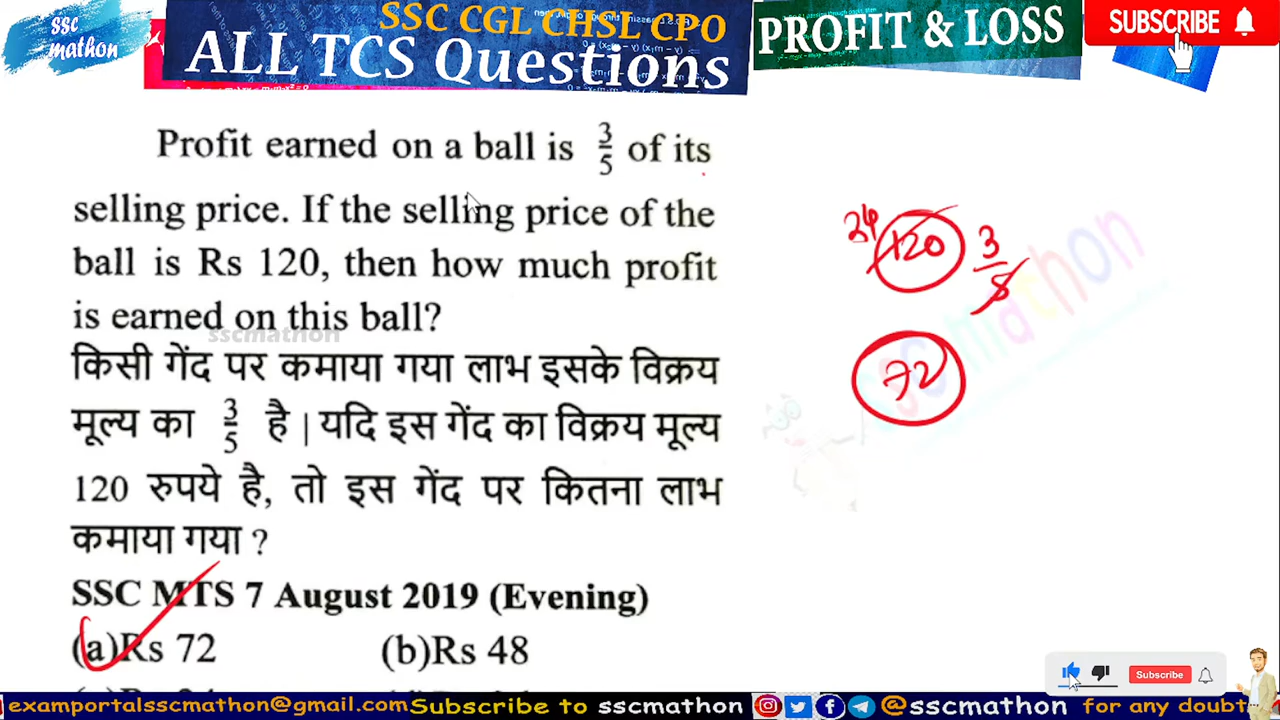 SSC CGL CHSL CPO
SSC
mathon
ALL TCS Questions
PROFIT & LOSS
SUBSCRIBE
Profit earned on a ball is 3/5 of its
selling price. If the selling price of the
ball is Rs 120, then how much profit
is earned on this ball?
sscmathon
24 120 3/5
72
sscmathon
किसी गेंद पर कमाया गया लाभ इसके विक्रय
मूल्य का 3/5 है | यदि इस गेंद का विक्रय मूल्य
120 रुपये है, तो इस गेंद पर कितना लाभ
कमाया गया ?
SSC MTS 7 August 2019 (Evening)
(a)Rs 72 (b)Rs 48
Subscribe
examportalsscmathon@gmail.com Subscribe to sscmathon @sscmathon for any doubt